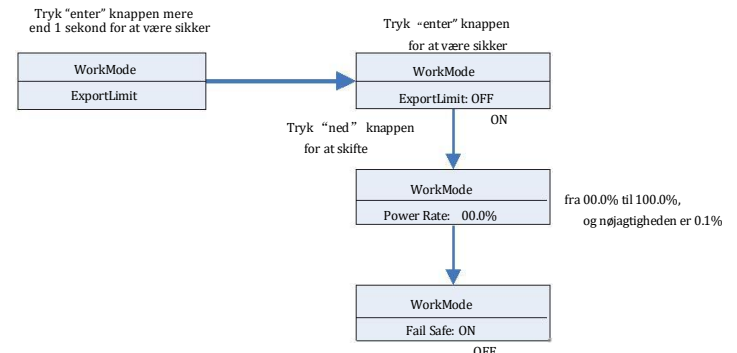 Tryk “enter” knappen mere
end 1 sekond for at være sikker
WorkMode
ExportLimit
Tryk “enter” knappen
for at være sikker
WorkMode
ExportLimit: OFF
ON
Tryk “ned” knappen
for at skifte
WorkMode
Power Rate: 00.0%
fra 00.0% til 100.0%,
og nøjagtigheden er 0.1%
WorkMode
Fail Safe: ON
OFF